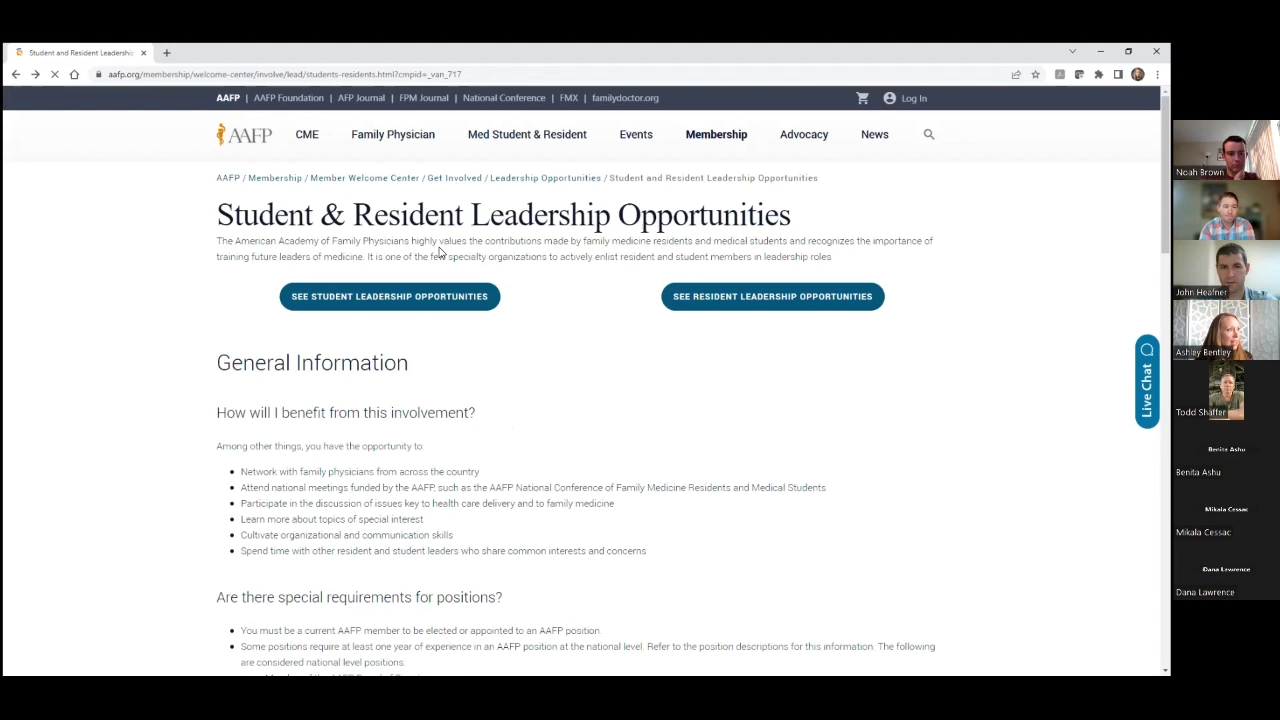 Student and Resident Leadership
aafp.org/membership/welcome-center/involve/lead/students-residents.html?cmpid=_van_717
AAFP | AAFP Foundation | AFP Journal | FPM Journal | National Conference | FMX | familydoctor.org
Log In
AAFP CME Family Physician Med Student & Resident Events Membership Advocacy News
AAFP / Membership / Member Welcome Center / Get Involved / Leadership Opportunities / Student and Resident Leadership Opportunities
Student & Resident Leadership Opportunities
The American Academy of Family Physicians highly values the contributions made by family medicine residents and medical students and recognizes the importance of
training future leaders of medicine. It is one of the few specialty organizations to actively enlist resident and student members in leadership roles
SEE STUDENT LEADERSHIP OPPORTUNITIES
SEE RESIDENT LEADERSHIP OPPORTUNITIES
General Information
How will I benefit from this involvement?
Among other things, you have the opportunity to:
Network with family physicians from across the country
Attend national meetings funded by the AAFP, such as the AAFP National Conference of Family Medicine Residents and Medical Students
Participate in the discussion of issues key to health care delivery and to family medicine
Learn more about topics of special interest
Cultivate organizational and communication skills
Spend time with other resident and student leaders who share common interests and concerns
Are there special requirements for positions?
You must be a current AAFP member to be elected or appointed to an AAFP position.
Some positions require at least one year of experience in an AAFP position at the national level. Refer to the position descriptions for this information. The following
are considered national level positions.
Live Chat
Noah Brown
John Heafner
Ashley Bentley
Todd Shaffer
Benita Ashu
Benita Ashu
Mikala Cessac
Mikala Cessac
Dana Lawrence
Dana Lawrence